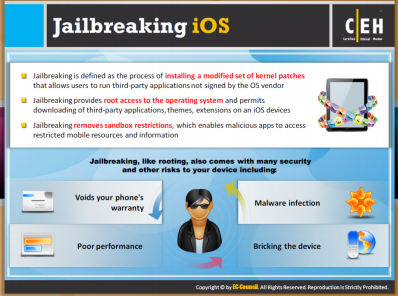 Jailbreaking iOS
C|EH
Certified Ethical Hacker
Jailbreaking is defined as the process of installing a modified set of kernel patches
that allows users to run third-party applications not signed by the OS vendor
Jailbreaking provides root access to the operating system and permits
downloading of third-party applications, themes, extensions on an iOS devices
Jailbreaking removes sandbox restrictions, which enables malicious apps to access
restricted mobile resources and information
Jailbreaking, like rooting, also comes with many security
and other risks to your device including:
Voids your phone's
warranty
Malware infection
Poor performance
Bricking the device
Copyright © by EC-Council. All Rights Reserved. Reproduction is Strictly Prohibited.